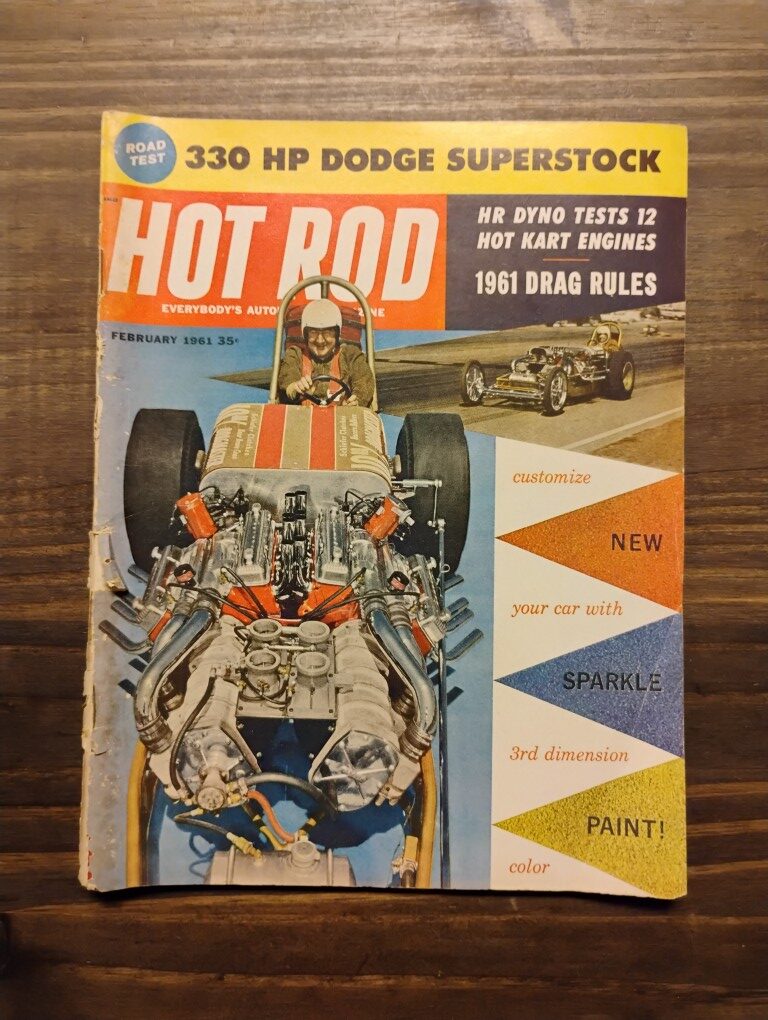 ROAD
TEST
330 HP DODGE SUPERSTOCK
HOT ROD
HR DYNO TESTS 12
HOT KART ENGINES
1961 DRAG RULES
EVERYBODY'S
FEBRUARY 1961 35¢
customize
NEW
your car with
SPARKLE
3rd dimension
PAINT!
color